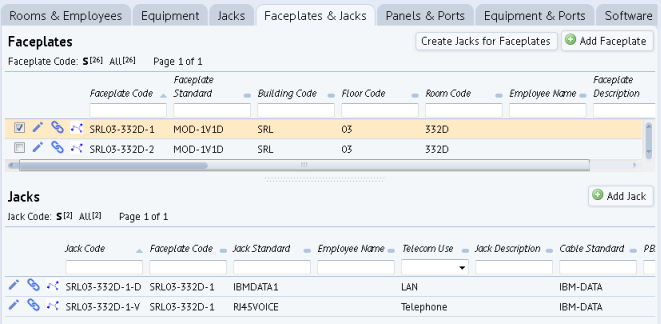 Rooms & Employees Equipment Jacks Faceplates & Jacks Panels & Ports Equipment & Ports Software
Faceplates Create Jacks for Faceplates Add Faceplate
Faceplate Code: S[26] All[26] Page 1 of 1
Faceplate Code Faceplate Standard Building Code Floor Code Room Code Employee Name Faceplate Description
SRL03-332D-1 MOD-1V1D SRL 03 332D
SRL03-332D-2 MOD-1V1D SRL 03 332D
Jacks Add Jack
Jack Code: S[2] All[2] Page 1 of 1
Jack Code Faceplate Code Jack Standard Employee Name Telecom Use Jack Description Cable Standard
SRL03-332D-1-D SRL03-332D-1 IBMDATA1 LAN IBM-DATA
SRL03-332D-1-V SRL03-332D-1 RJ45VOICE Telephone IBM-DATA